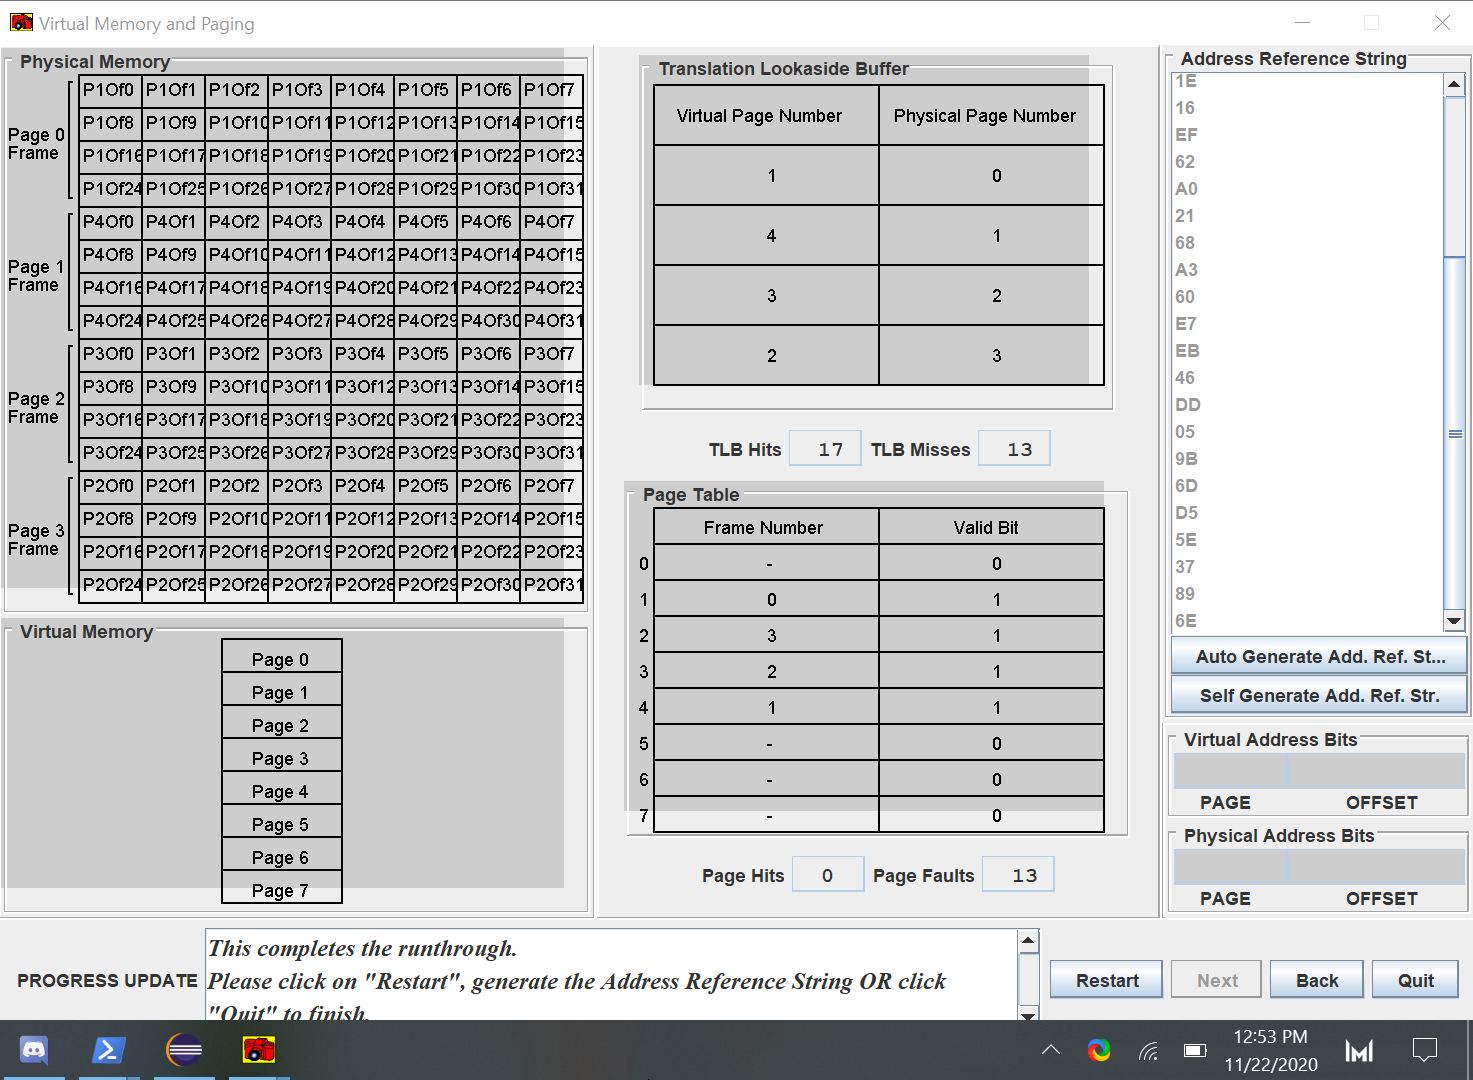 Virtual Memory and Paging
Physical Memory
Page 0 Frame
P1Of0 P1Of1 P1Of2 P1Of3 P1Of4 P1Of5 P1Of6 P1Of7
P1Of8 P1Of9 P1Of10 P1Of11 P1Of12 P1Of13 P1Of14 P1Of15
P1Of16 P1Of17 P1Of18 P1Of19 P1Of20 P1Of21 P1Of22 P1Of23
P1Of24 P1Of25 P1Of26 P1Of27 P1Of28 P1Of29 P1Of30 P1Of31
Page 1 Frame
P4Of0 P4Of1 P4Of2 P4Of3 P4Of4 P4Of5 P4Of6 P4Of7
P4Of8 P4Of9 P4Of10 P4Of11 P4Of12 P4Of13 P4Of14 P4Of15
P4Of16 P4Of17 P4Of18 P4Of19 P4Of20 P4Of21 P4Of22 P4Of23
P4Of24 P4Of25 P4Of26 P4Of27 P4Of28 P4Of29 P4Of30 P4Of31
Page 2 Frame
P3Of0 P3Of1 P3Of2 P3Of3 P3Of4 P3Of5 P3Of6 P3Of7
P3Of8 P3Of9 P3Of10 P3Of11 P3Of12 P3Of13 P3Of14 P3Of15
P3Of16 P3Of17 P3Of18 P3Of19 P3Of20 P3Of21 P3Of22 P3Of23
P3Of24 P3Of25 P3Of26 P3Of27 P3Of28 P3Of29 P3Of30 P3Of31
Page 3 Frame
P2Of0 P2Of1 P2Of2 P2Of3 P2Of4 P2Of5 P2Of6 P2Of7
P2Of8 P2Of9 P2Of10 P2Of11 P2Of12 P2Of13 P2Of14 P2Of15
P2Of16 P2Of17 P2Of18 P2Of19 P2Of20 P2Of21 P2Of22 P2Of23
P2Of24 P2Of25 P2Of26 P2Of27 P2Of28 P2Of29 P2Of30 P2Of31
Virtual Memory
Page 0
Page 1
Page 2
Page 3
Page 4
Page 5
Page 6
Page 7
Translation Lookaside Buffer
Virtual Page Number Physical Page Number
1 0
4 1
3 2
2 3
TLB Hits 17 TLB Misses 13
Page Table
Frame Number Valid Bit
0 - 0
1 0 1
2 3 1
3 2 1
4 1 1
5 - 0
6 - 0
7 - 0
Page Hits 0 Page Faults 13
Address Reference String
1E
16
EF
62
A0
21
68
A3
60
E7
EB
46
DD
05
9B
6D
D5
5E
37
89
6E
Auto Generate Add. Ref. St...
Self Generate Add. Ref. Str.
Virtual Address Bits
PAGE OFFSET
Physical Address Bits
PAGE OFFSET
PROGRESS UPDATE
This completes the runthrough.
Please click on "Restart", generate the Address Reference String OR click
"Quit" to finish.
Restart Next Back Quit
12:53 PM
11/22/2020